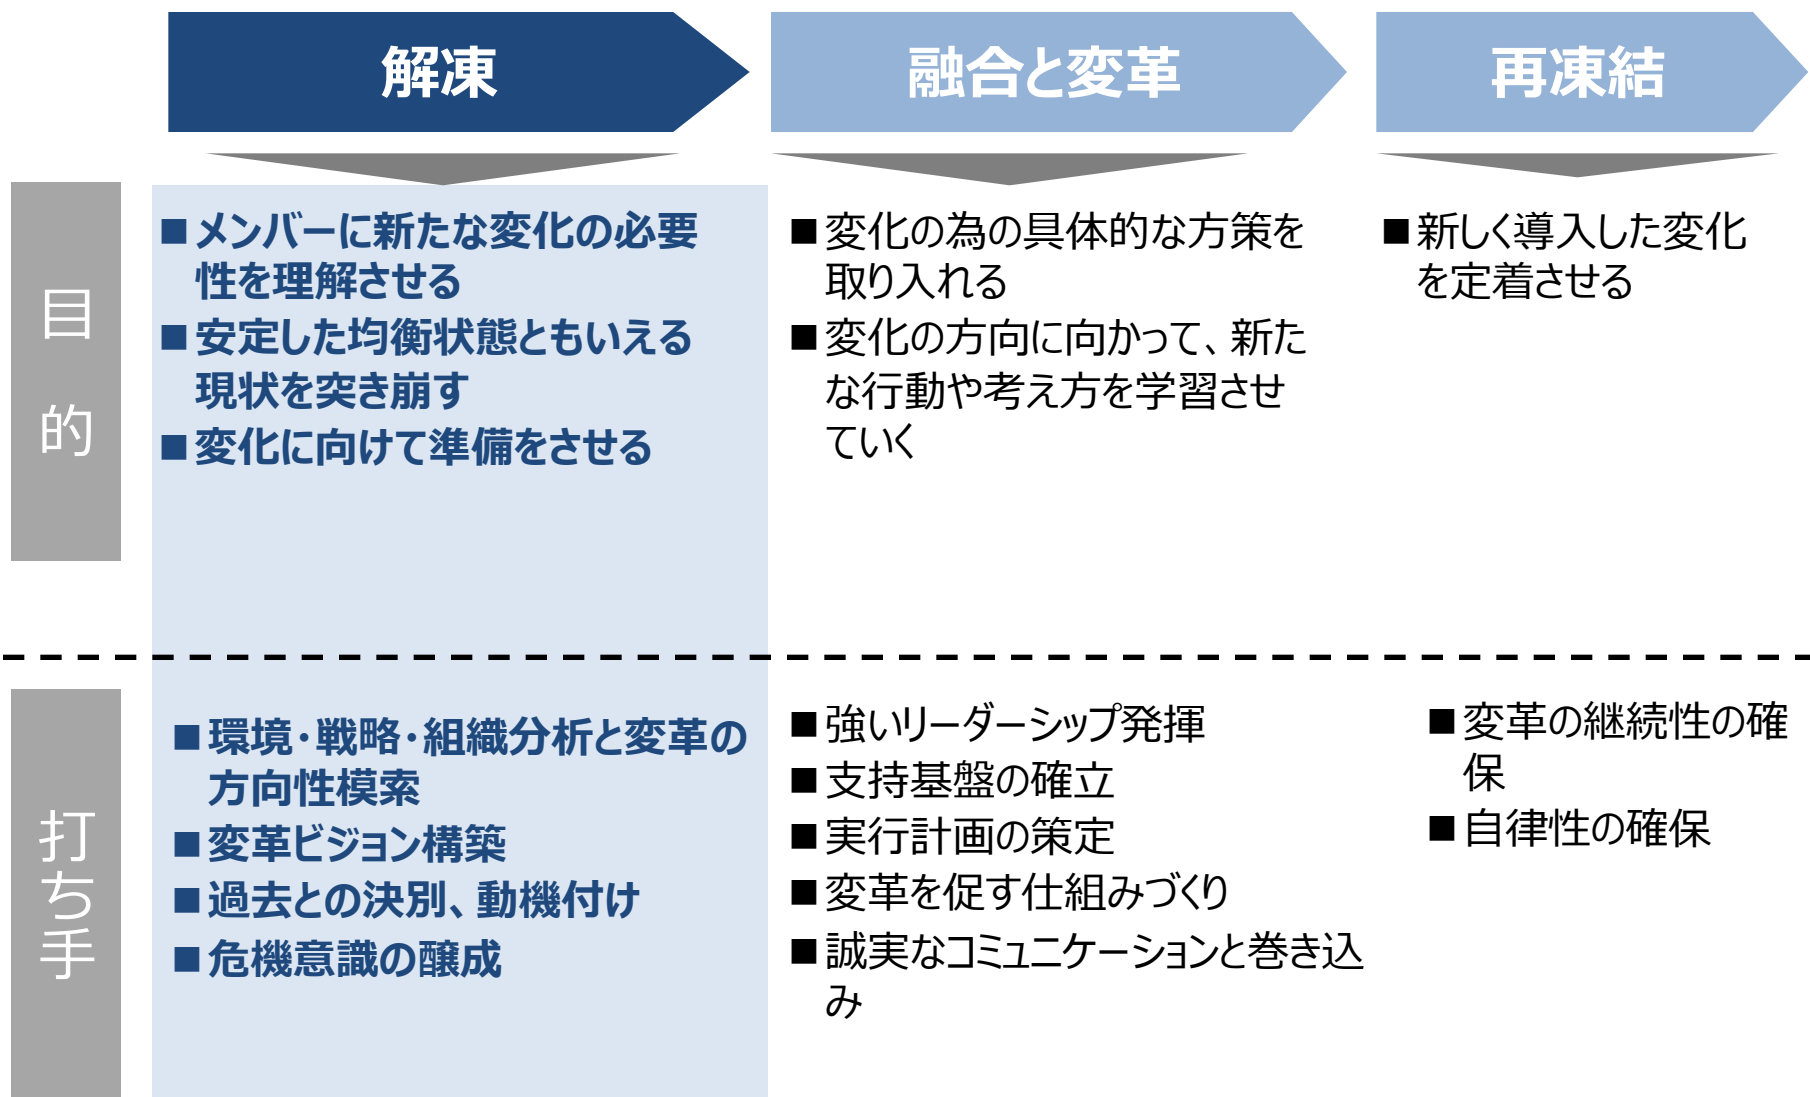 解凍
融合と変革
再凍結
目的
■メンバーに新たな変化の必要
性を理解させる
■安定した均衡状態ともいえる
現状を突き崩す
■変化に向けて準備をさせる
■変化の為の具体的な方策を
取り入れる
■変化の方向に向かって、新た
な行動や考え方を学習させ
ていく
■新しく導入した変化
を定着させる
打ち手
■環境・戦略・組織分析と変革の
方向性模索
■変革ビジョン構築
■過去との決別、動機付け
■危機意識の醸成
■強いリーダーシップ発揮
■支持基盤の確立
■実行計画の策定
■変革を促す仕組みづくり
■誠実なコミュニケーションと巻き込
み
■変革の継続性の確
保
■自律性の確保